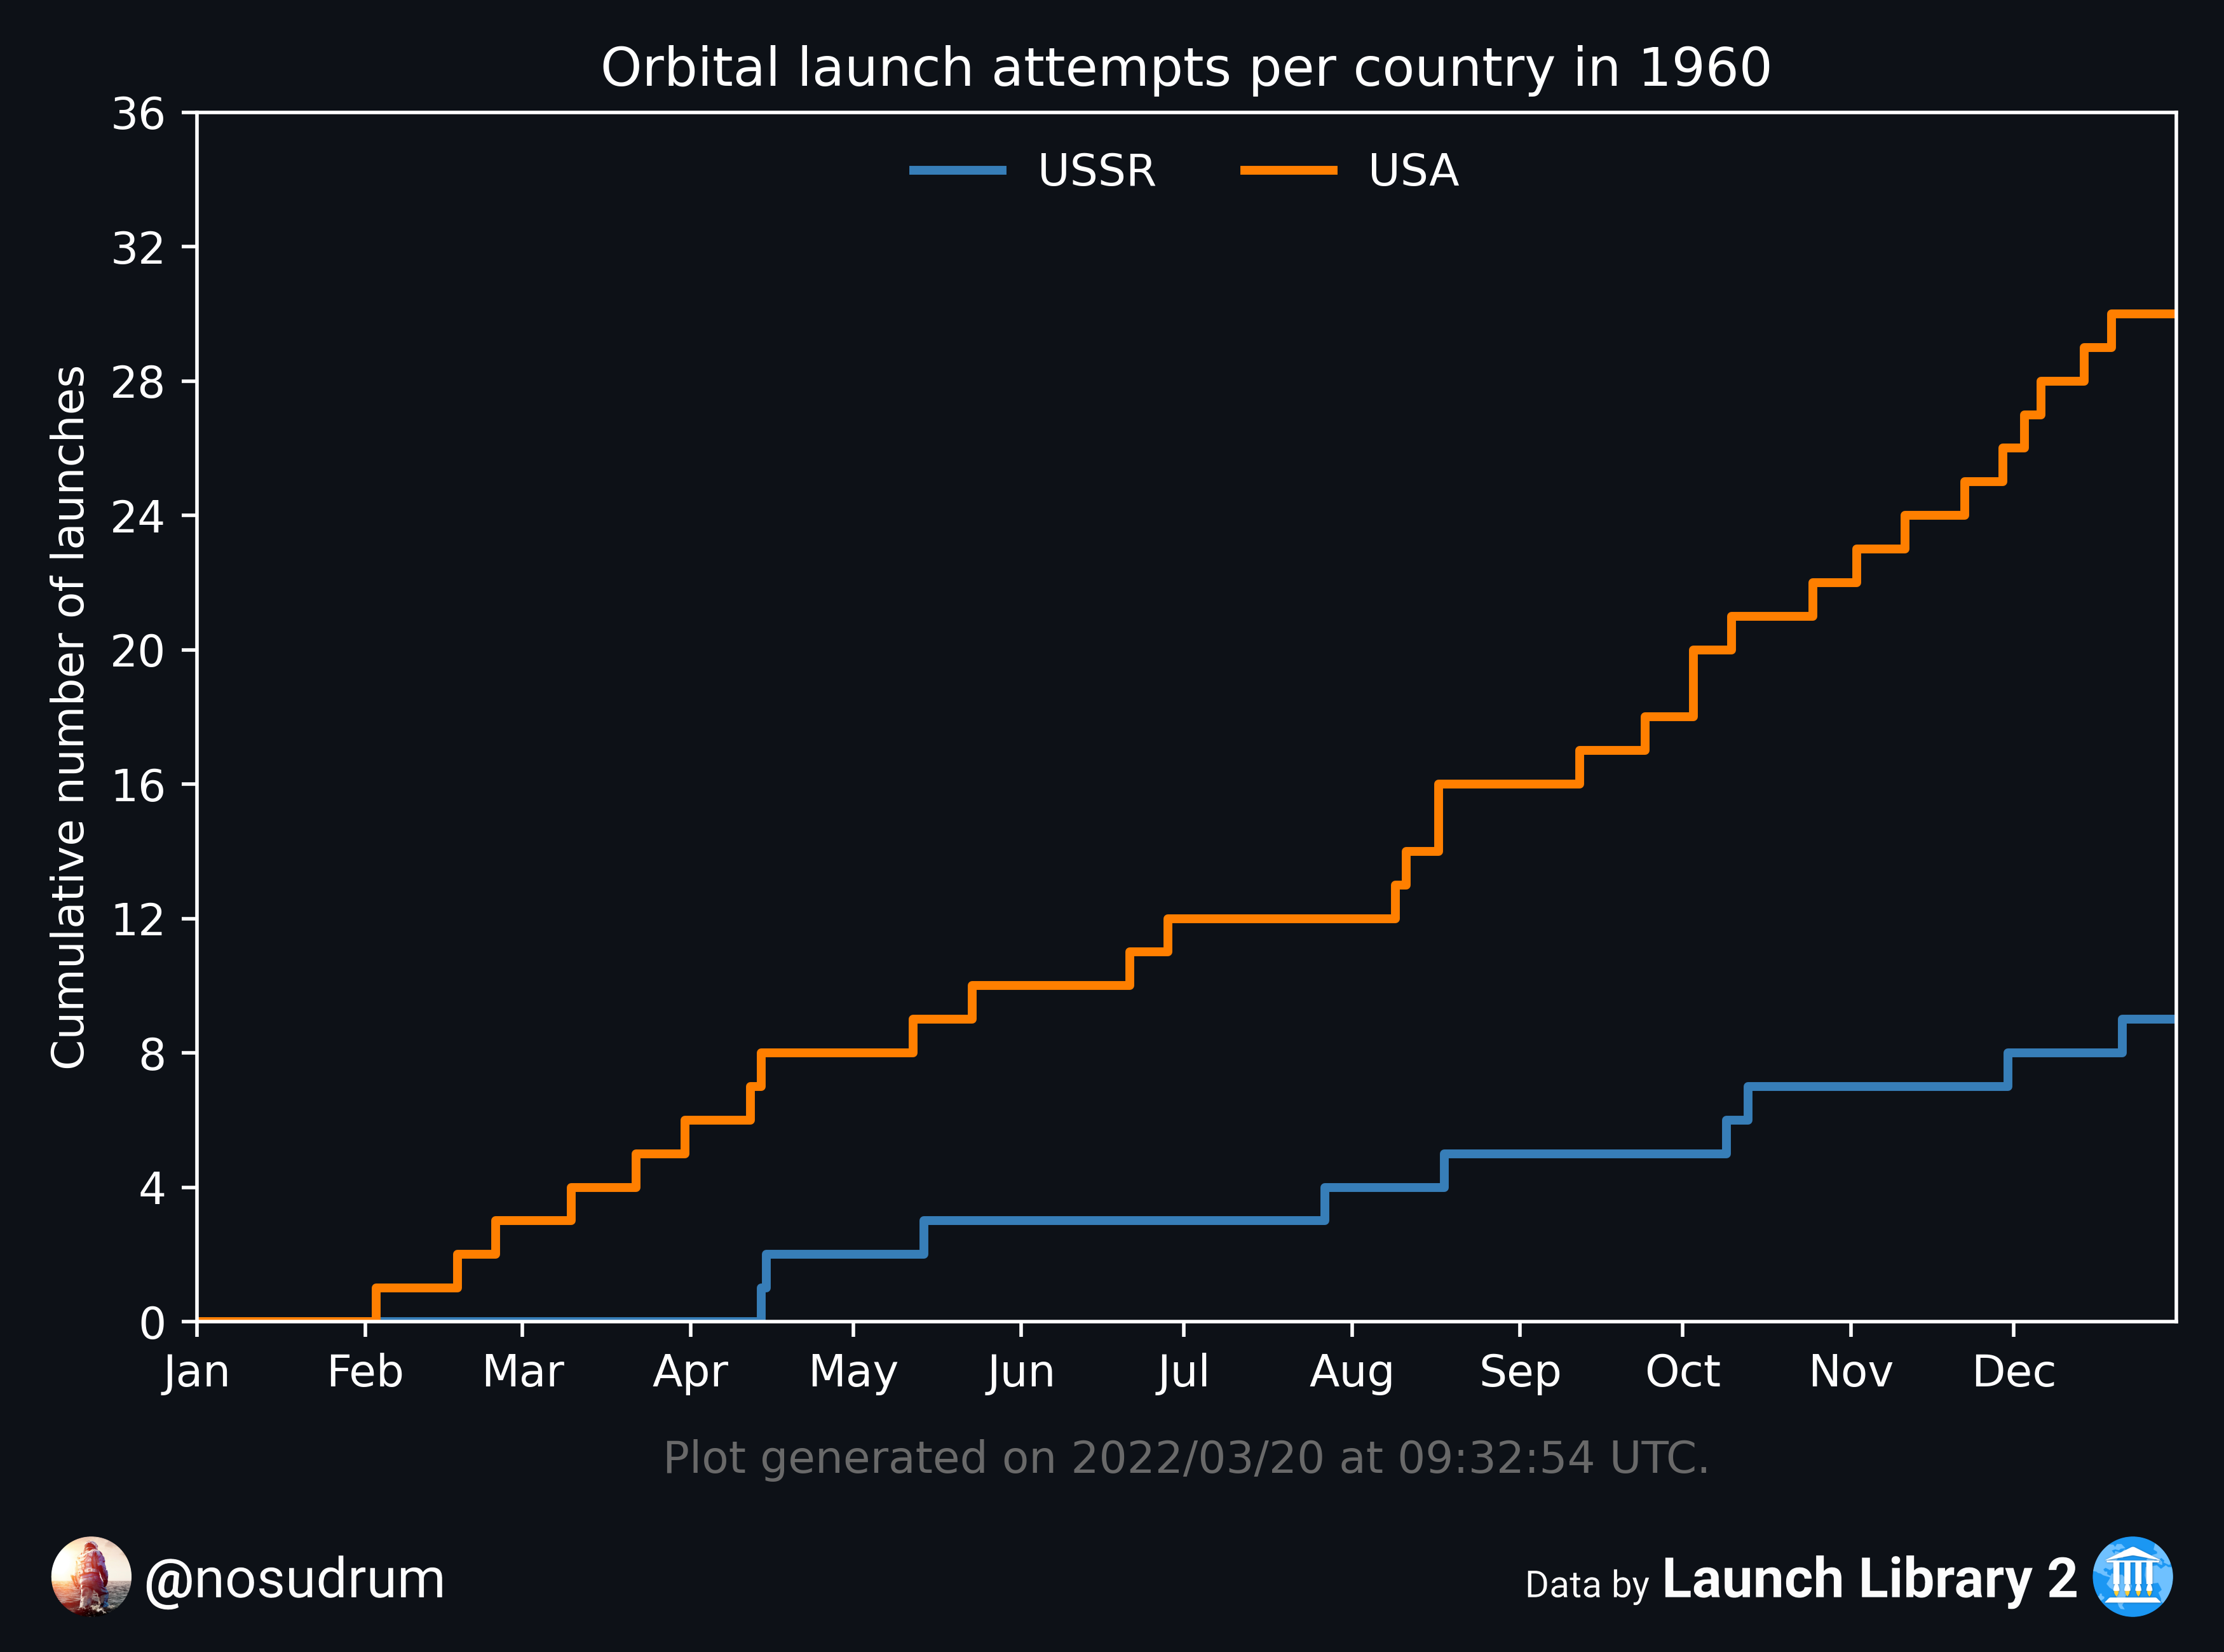 Orbital launch attempts per country in 1960
USSR USA
Cumulative number of launches
36
32
28
24
20
16
12
8
4
0
Jan Feb Mar Apr May Jun Jul Aug Sep Oct Nov Dec
Plot generated on 2022/03/20 at 09:32:54 UTC.
@nosudrum
Data by Launch Library 2